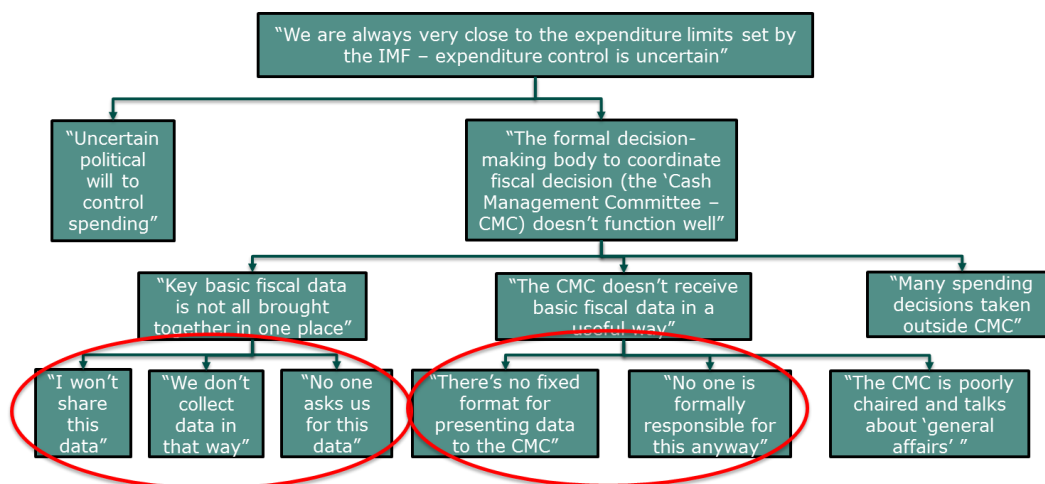 “We are always very close to the expenditure limits set by
the IMF – expenditure control is uncertain”
“Uncertain
political
will to
control
spending”
“The formal decision-
making body to coordinate
fiscal decision (the ‘Cash
Management Committee –
CMC) doesn’t function well”
“Key basic fiscal data
is not all brought
together in one place”
“The CMC doesn’t receive
basic fiscal data in a
useful way”
“Many spending
decisions taken
outside CMC”
“I won’t
share
this
data”
“We don’t
collect
data in
that way”
“No one
asks us
for this
data”
“There’s no fixed
format for
presenting data
to the CMC”
“No one is
formally
responsible for
this anyway”
“The CMC is poorly
chaired and talks
about ‘general
affairs’ ”